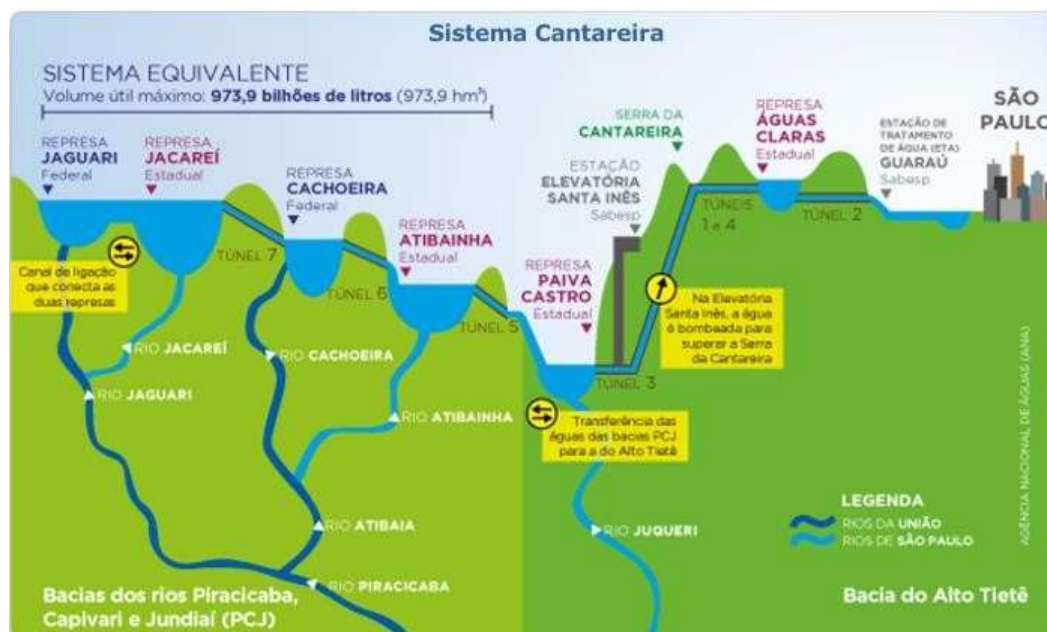 Sistema Cantareira
SISTEMA EQUIVALENTE
Volume útil máximo: 973,9 bilhões de litros (973,9 hm³)
REPRESA
JAGUARI
Federal
REPRESA
JACAREÍ
Estadual
REPRESA
CACHOEIRA
Federal
REPRESA
ATIBAINHA
Estadual
REPRESA
PAIVA
CASTRO
Estadual
ESTAÇÃO
ELEVATÓRIA
SANTA INÊS
Sabesp
SERRA DA
CANTAREIRA
REPRESA
ÁGUAS
CLARAS
Estadual
ESTAÇÃO DE
TRATAMENTO
DE ÁGUA (ETA)
GUARAÚ
Sabesp
SÃO
PAULO
TÚNEL 7
TÚNEL 6
TÚNEL 5
TÚNEL 3
TÚNEIS
1 e 4
TÚNEL 2
Canal de ligação
que conecta as
duas represas
Na Elevatória
Santa Inês, a água
é bombeada para
superar a Serra
da Cantareira
Transferência das
águas das bacias PCJ
para a do Alto Tietê
RIO JACAREÍ
RIO JAGUARI
RIO CACHOEIRA
RIO ATIBAINHA
RIO ATIBAIA
RIO PIRACICABA
RIO JUQUERI
LEGENDA
RIOS DA UNIÃO
RIOS DE SÃO PAULO
Bacias dos rios Piracicaba,
Capivari e Jundiaí (PCJ)
Bacia do Alto Tietê
AGÊNCIA NACIONAL DE ÁGUAS (ANA)